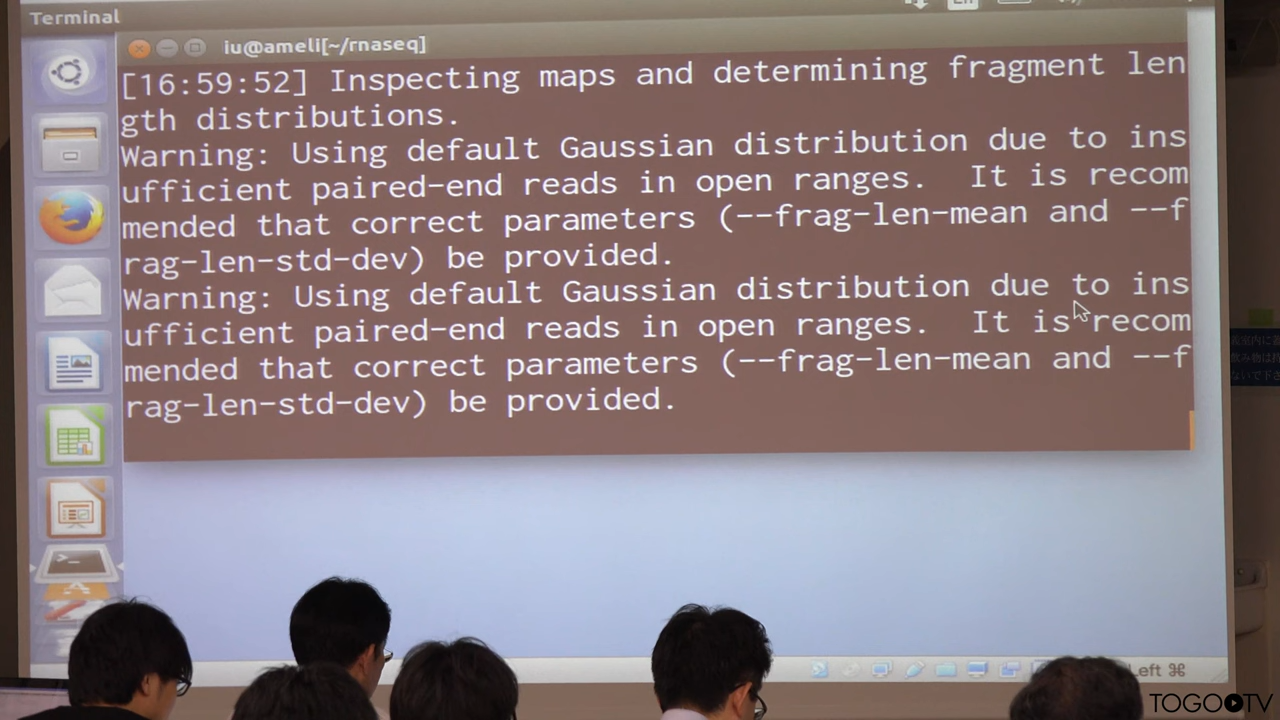 Terminal
iu@ameli[~/rnaseq]
[16:59:52] Inspecting maps and determining fragment len
gth distributions.
Warning: Using default Gaussian distribution due to ins
ufficient paired-end reads in open ranges.  It is recom
mended that correct parameters (--frag-len-mean and --f
rag-len-std-dev) be provided.
Warning: Using default Gaussian distribution due to ins
ufficient paired-end reads in open ranges.  It is recom
mended that correct parameters (--frag-len-mean and --f
rag-len-std-dev) be provided.
Left ⌘
TOGOTV